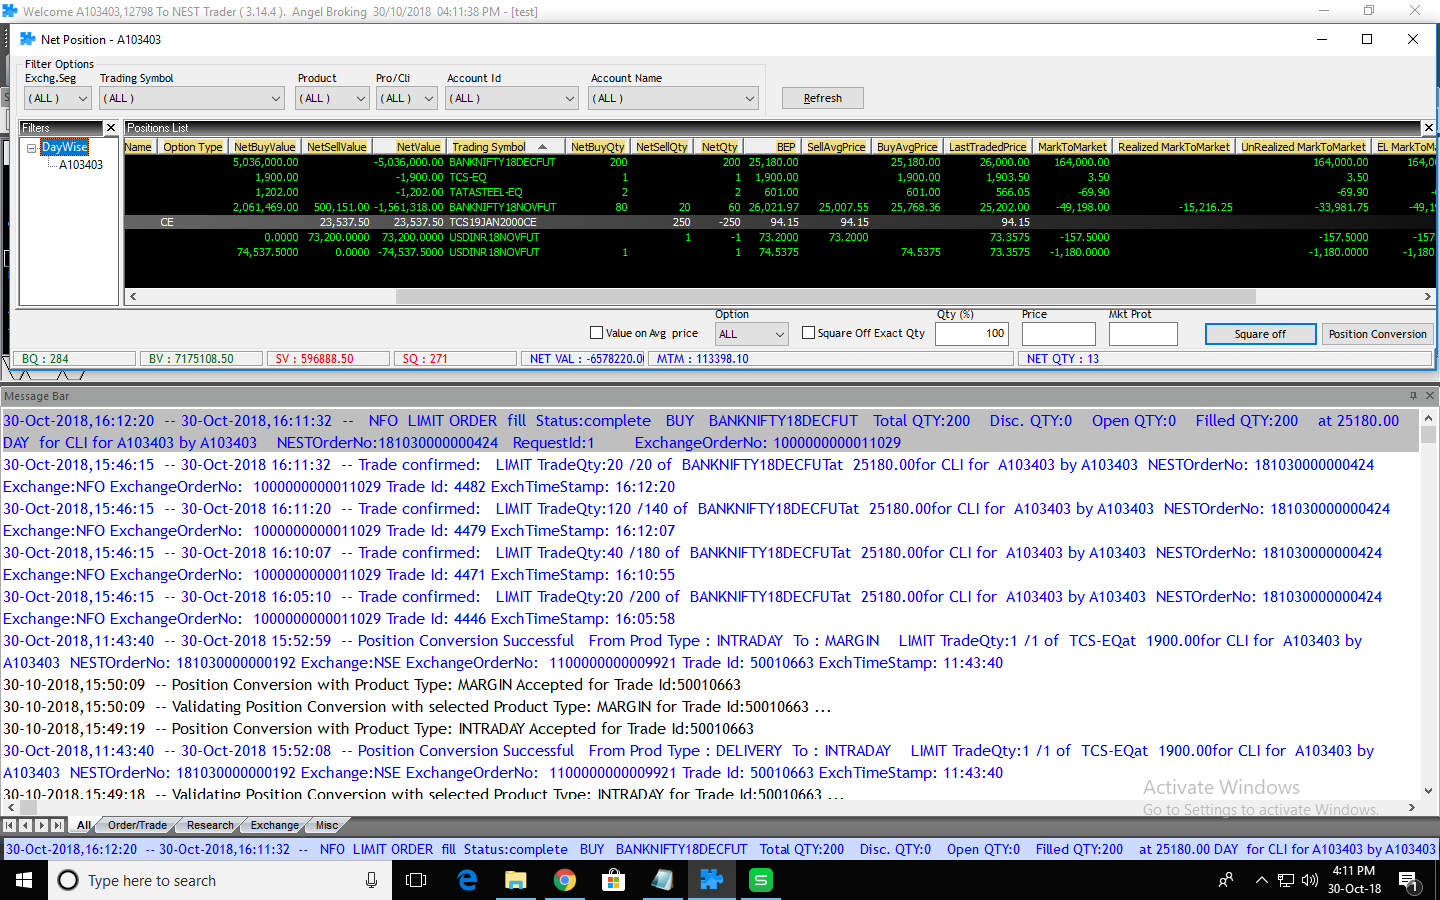 Welcome A103403,12798 To NEST Trader ( 3.14.4 ). Angel Broking 30/10/2018 04:11:38 PM - [test]
Net Position - A103403
Filter Options
Exchg.Seg Trading Symbol Product Pro/Cli Account Id Account Name
(ALL) (ALL) (ALL) (ALL) (ALL) (ALL) Refresh
Filters Positions List
DayWise
A103403
Name Option Type NetBuyValue NetSellValue NetValue Trading Symbol NetBuyQty NetSellQty NetQty BEP SellAvgPrice BuyAvgPrice LastTradedPrice MarkToMarket Realized MarkToMarket UnRealized MarkToMarket EL MarkToMa
5,036,000.00 -5,036,000.00 BANKNIFTY18DECFUT 200 200 25,180.00 25,180.00 26,000.00 164,000.00 164,000.00 164,0
1,900.00 -1,900.00 TCS-EQ 1 1 1,900.00 1,900.00 1,903.50 3.50 3.50
1,202.00 -1,202.00 TATASTEEL-EQ 2 2 601.00 601.00 566.05 -69.90 -69.90
2,061,469.00 500,151.00 -1,561,318.00 BANKNIFTY18NOVFUT 80 20 60 26,021.97 25,007.55 25,768.36 25,202.00 -49,198.00 -15,216.25 -33,981.75 -49,1
CE 23,537.50 23,537.50 TCS19JAN2000CE 250 -250 94.15 94.15 94.15
0.0000 73,200.0000 73,200.0000 USDINR18NOVFUT 1 -1 73.2000 73.2000 73.3575 -157.5000 -157.5000 -157
74,537.5000 0.0000 -74,537.5000 USDINR18NOVFUT 1 1 74.5375 74.5375 73.3575 -1,180.0000 -1,180.0000 -1,180
Option Qty (%) Price Mkt Prot
Value on Avg price ALL Square Off Exact Qty 100 Square off Position Conversion
BQ : 284 BV : 7175108.50 SV : 596888.50 SQ : 271 NET VAL : -6578220.0 MTM : 113398.10 NET QTY : 13
Message Bar
30-Oct-2018,16:12:20 -- 30-Oct-2018,16:11:32 -- NFO LIMIT ORDER fill Status:complete BUY BANKNIFTY18DECFUT Total QTY:200 Disc. QTY:0 Open QTY:0 Filled QTY:200 at 25180.00
DAY for CLI for A103403 by A103403 NESTOrderNo:181030000000424 RequestId:1 ExchangeOrderNo: 1000000000011029
30-Oct-2018,15:46:15 -- 30-Oct-2018 16:11:32 -- Trade confirmed: LIMIT TradeQty:20 /20 of BANKNIFTY18DECFUTat 25180.00for CLI for A103403 by A103403 NESTOrderNo: 181030000000424
Exchange:NFO ExchangeOrderNo: 1000000000011029 Trade Id: 4482 ExchTimeStamp: 16:12:20
30-Oct-2018,15:46:15 -- 30-Oct-2018 16:11:20 -- Trade confirmed: LIMIT TradeQty:120 /140 of BANKNIFTY18DECFUTat 25180.00for CLI for A103403 by A103403 NESTOrderNo: 181030000000424
Exchange:NFO ExchangeOrderNo: 1000000000011029 Trade Id: 4479 ExchTimeStamp: 16:12:07
30-Oct-2018,15:46:15 -- 30-Oct-2018 16:10:07 -- Trade confirmed: LIMIT TradeQty:40 /180 of BANKNIFTY18DECFUTat 25180.00for CLI for A103403 by A103403 NESTOrderNo: 181030000000424
Exchange:NFO ExchangeOrderNo: 1000000000011029 Trade Id: 4471 ExchTimeStamp: 16:10:55
30-Oct-2018,15:46:15 -- 30-Oct-2018 16:05:10 -- Trade confirmed: LIMIT TradeQty:20 /200 of BANKNIFTY18DECFUTat 25180.00for CLI for A103403 by A103403 NESTOrderNo: 181030000000424
Exchange:NFO ExchangeOrderNo: 1000000000011029 Trade Id: 4446 ExchTimeStamp: 16:05:58
30-Oct-2018,11:43:40 -- 30-Oct-2018 15:52:59 -- Position Conversion Successful From Prod Type : INTRADAY To : MARGIN LIMIT TradeQty:1 /1 of TCS-EQat 1900.00for CLI for A103403 by
A103403 NESTOrderNo: 181030000000192 Exchange:NSE ExchangeOrderNo: 1100000000009921 Trade Id: 50010663 ExchTimeStamp: 11:43:40
30-10-2018,15:50:09 -- Position Conversion with Product Type: MARGIN Accepted for Trade Id:50010663
30-10-2018,15:50:09 -- Validating Position Conversion with selected Product Type: MARGIN for Trade Id:50010663 ...
30-10-2018,15:49:19 -- Position Conversion with Product Type: INTRADAY Accepted for Trade Id:50010663
30-Oct-2018,11:43:40 -- 30-Oct-2018 15:52:08 -- Position Conversion Successful From Prod Type : DELIVERY To : INTRADAY LIMIT TradeQty:1 /1 of TCS-EQat 1900.00for CLI for A103403 by
A103403 NESTOrderNo: 181030000000192 Exchange:NSE ExchangeOrderNo: 1100000000009921 Trade Id: 50010663 ExchTimeStamp: 11:43:40
30-10-2018,15:49:18 -- Validating Position Conversion with selected Product Type: INTRADAY for Trade Id:50010663 ...
Activate Windows
Go to Settings to activate Windows.
All Order/Trade Research Exchange Misc
30-Oct-2018,16:12:20 -- 30-Oct-2018,16:11:32 -- NFO LIMIT ORDER fill Status:complete BUY BANKNIFTY18DECFUT Total QTY:200 Disc. QTY:0 Open QTY:0 Filled QTY:200 at 25180.00 DAY for CLI for A103403 by A103403
Type here to search
4:11 PM
30-Oct-18
1